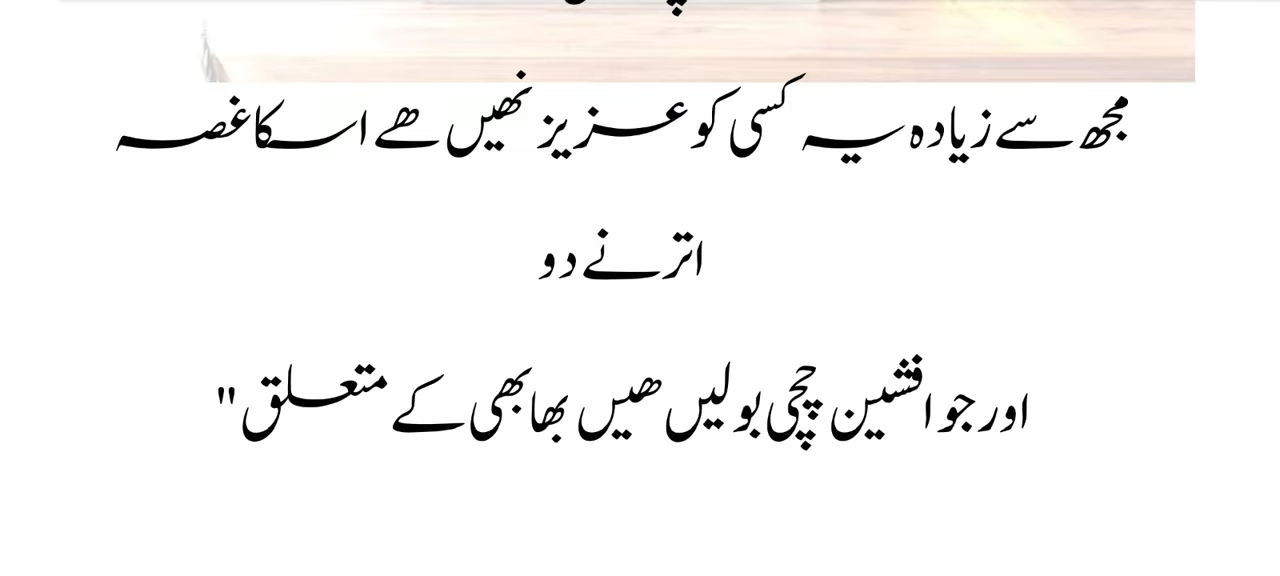 مجھ سے زیادہ یہ کسی کو عزیز نھیں ھے اسکا غصہ
اترنے دو
اور جو افشین چچی بولیں ھیں بھابھی کے متعلق"